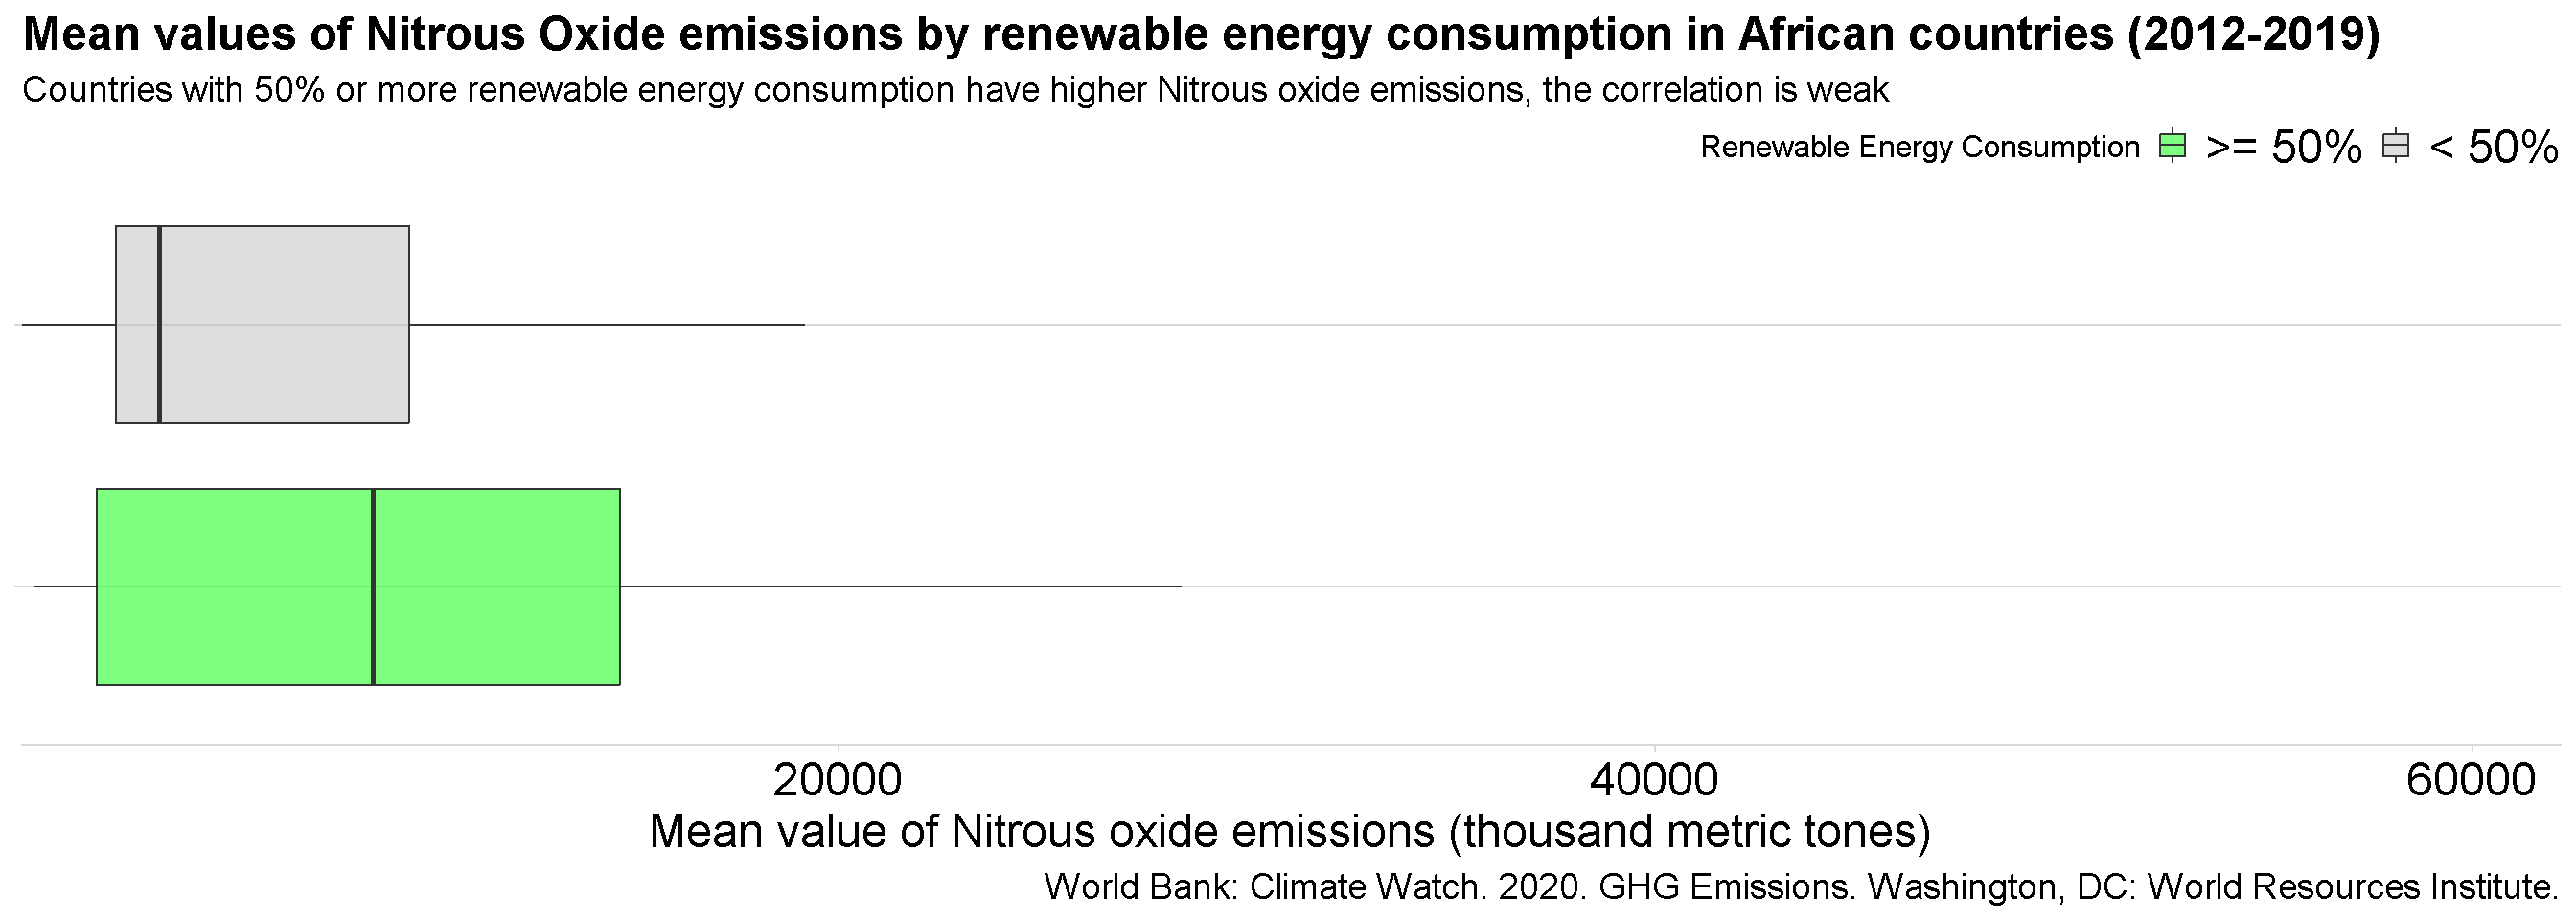 Mean values of Nitrous Oxide emissions by renewable energy consumption in African countries (2012-2019)
Countries with 50% or more renewable energy consumption have higher Nitrous oxide emissions, the correlation is weak
Renewable Energy Consumption >= 50% < 50%
20000 40000 60000
Mean value of Nitrous oxide emissions (thousand metric tones)
World Bank: Climate Watch. 2020. GHG Emissions. Washington, DC: World Resources Institute.